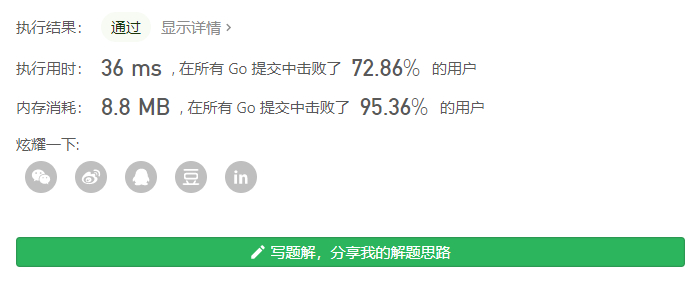 执行结果： 通过 显示详情 ›
执行用时： 36 ms , 在所有 Go 提交中击败了 72.86% 的用户
内存消耗： 8.8 MB , 在所有 Go 提交中击败了 95.36% 的用户
炫耀一下:
in
写题解，分享我的解题思路